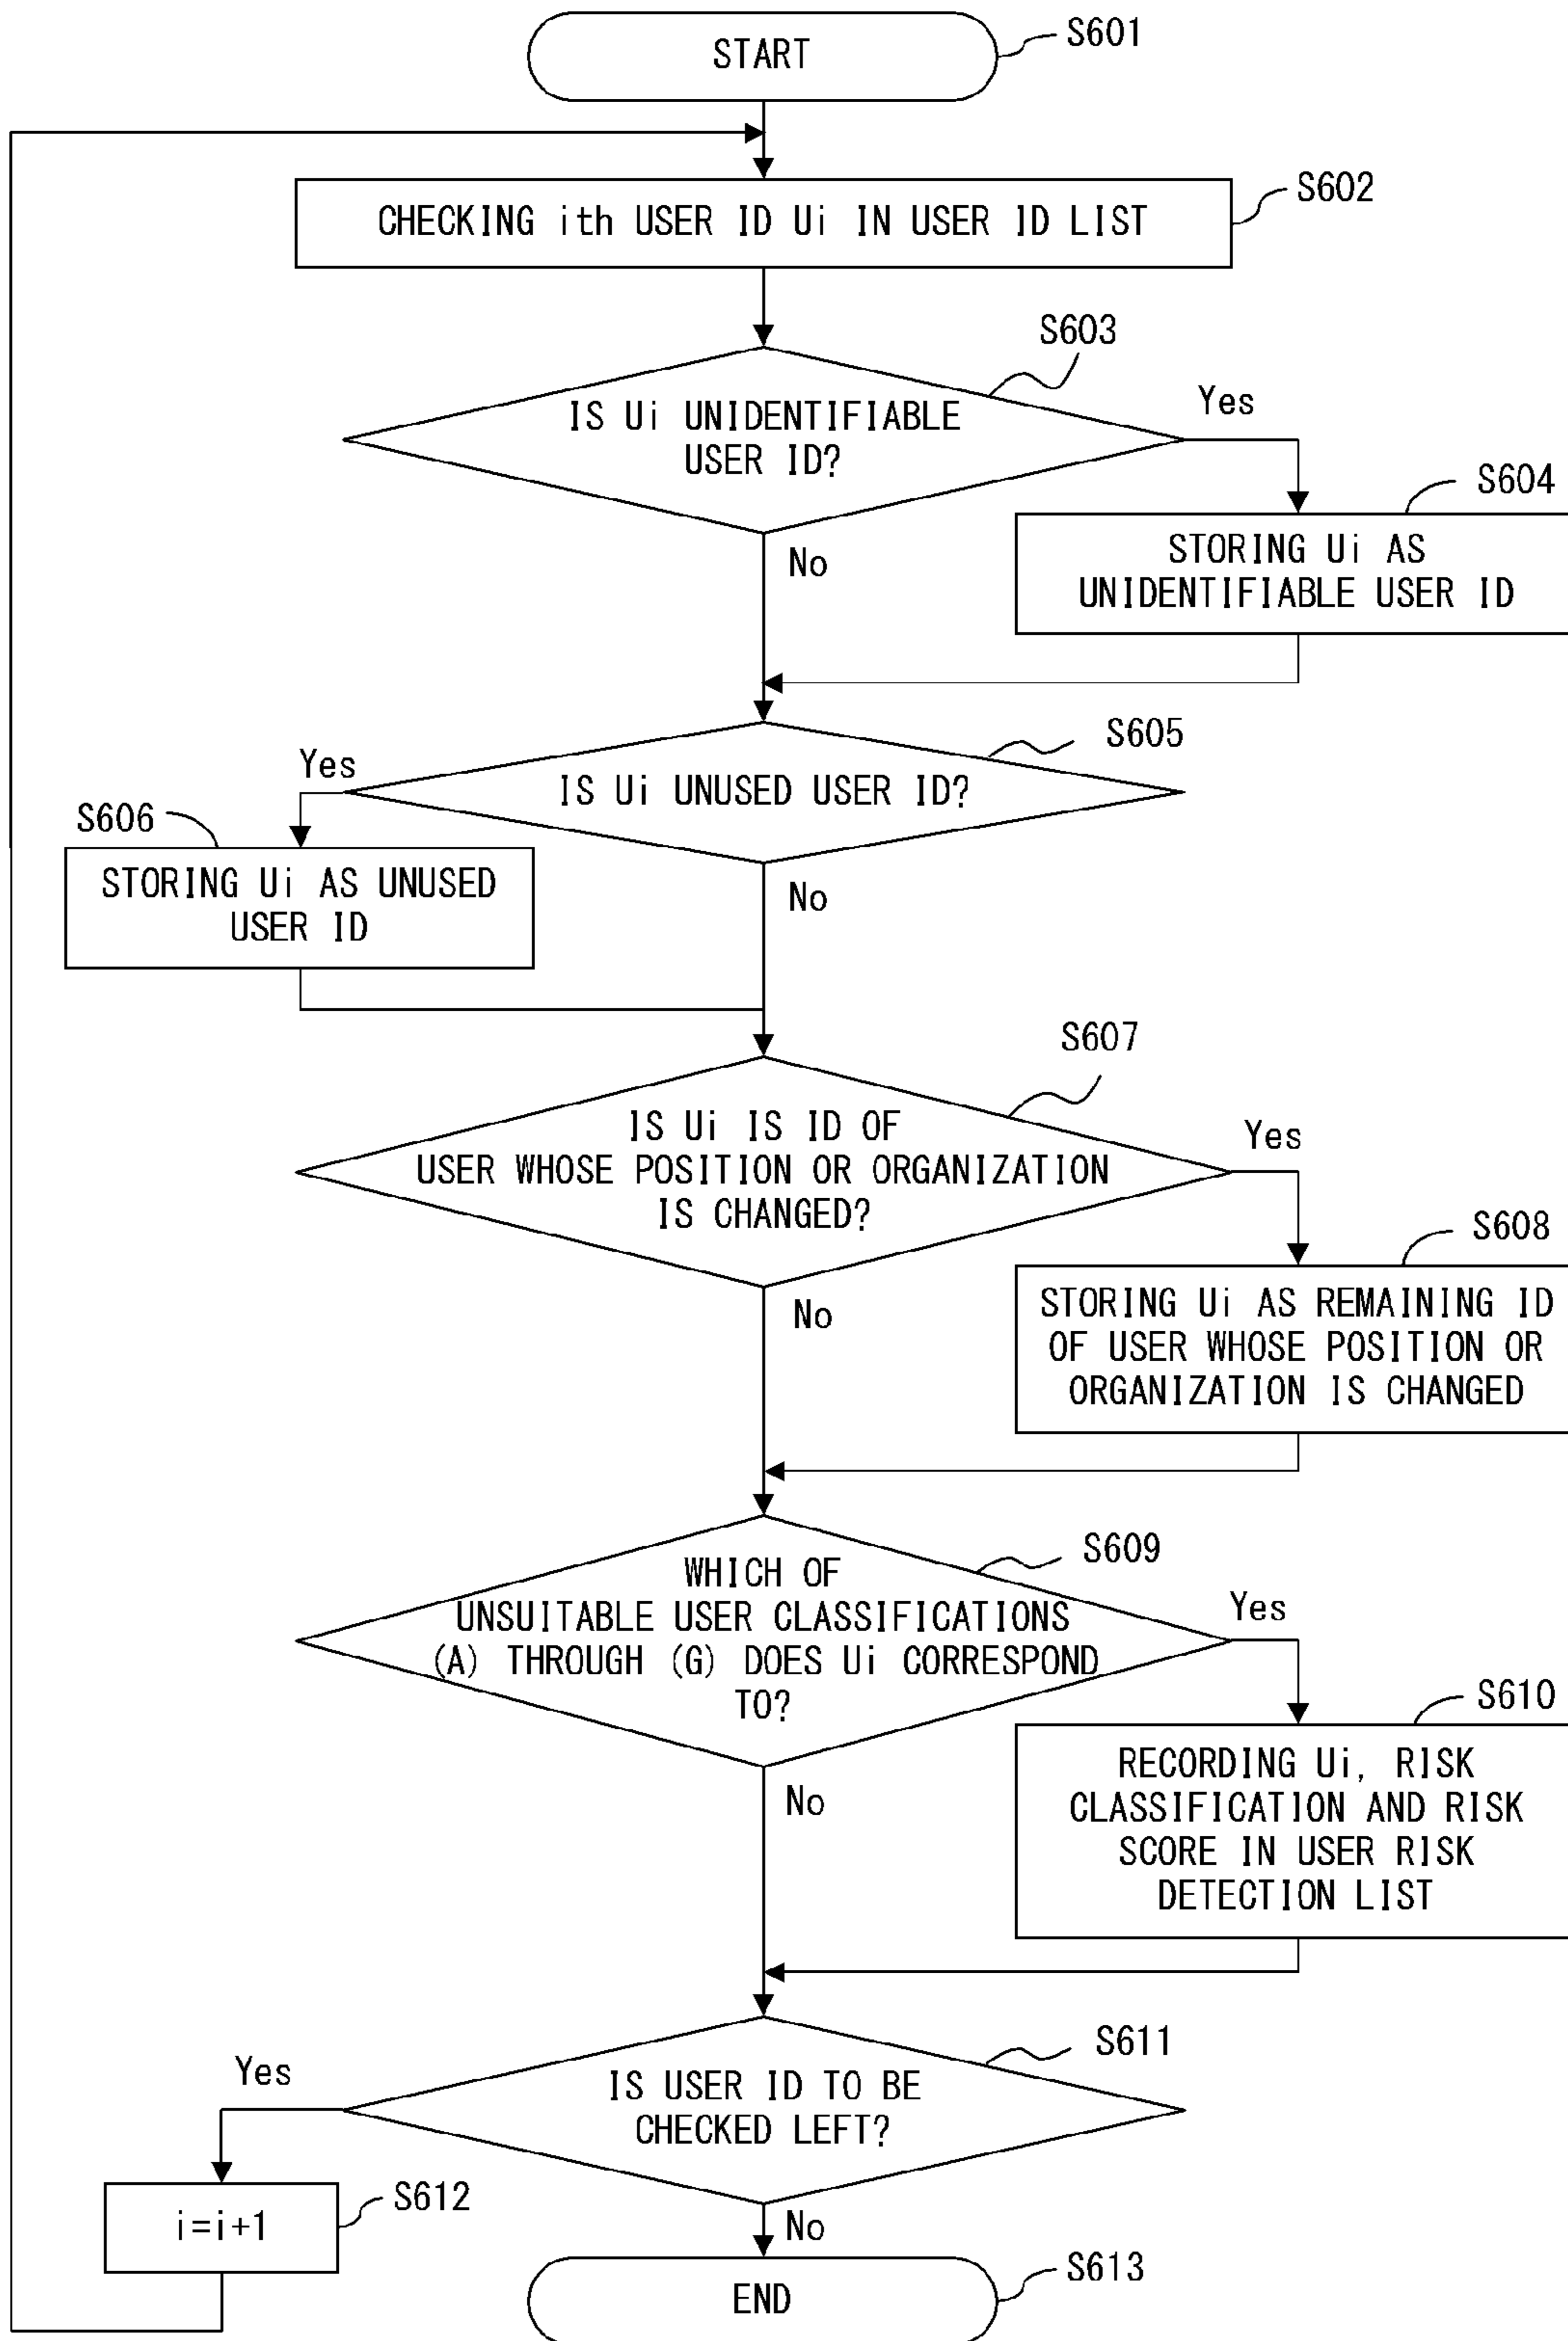 START
S601
S602
CHECKING ith USER ID Ui IN USER ID LIST
S603
IS Ui UNIDENTIFIABLE
USER ID?
Yes
No
S604
STORING Ui AS
UNIDENTIFIABLE USER ID
S605
IS Ui UNUSED USER ID?
Yes
No
S606
STORING Ui AS UNUSED
USER ID
S607
IS Ui IS ID OF
USER WHOSE POSITION OR ORGANIZATION
IS CHANGED?
Yes
No
S608
STORING Ui AS REMAINING ID
OF USER WHOSE POSITION OR
ORGANIZATION IS CHANGED
S609
WHICH OF
UNSUITABLE USER CLASSIFICATIONS
(A) THROUGH (G) DOES Ui CORRESPOND
TO?
Yes
No
S610
RECORDING Ui, RISK
CLASSIFICATION AND RISK
SCORE IN USER RISK
DETECTION LIST
S611
IS USER ID TO BE
CHECKED LEFT?
Yes
No
S612
i=i+1
S613
END